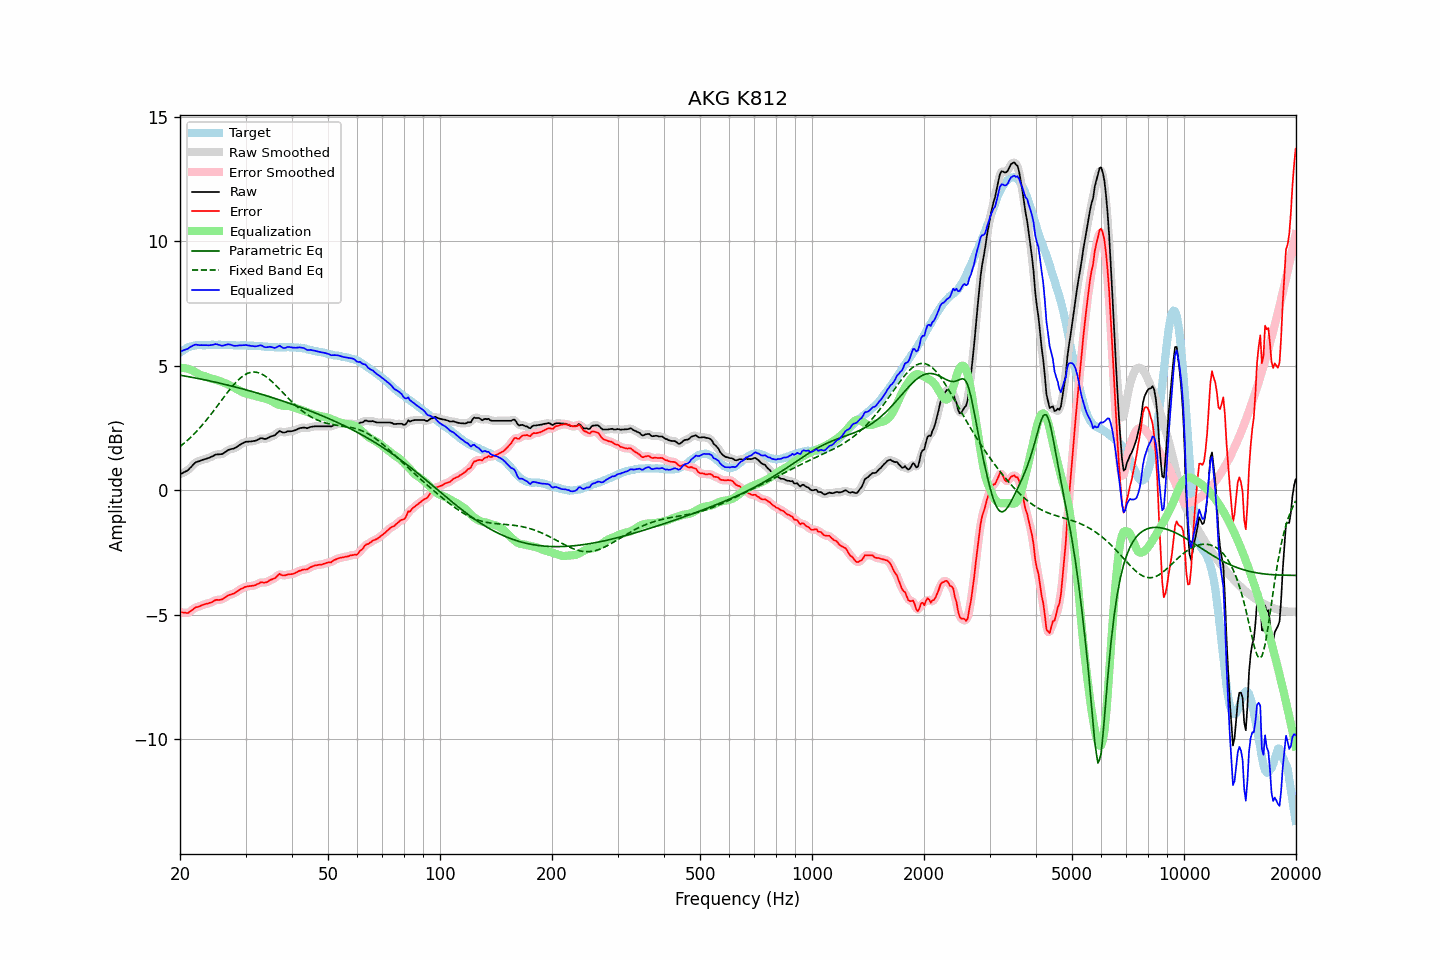 AKG K812
Target
Raw Smoothed
Error Smoothed
Raw
Error
Equalization
Parametric Eq
Fixed Band Eq
Equalized
15
10
5
0
−5
−10
Amplitude (dBr)
20 50 100 200 500 1000 2000 5000 10000 20000
Frequency (Hz)